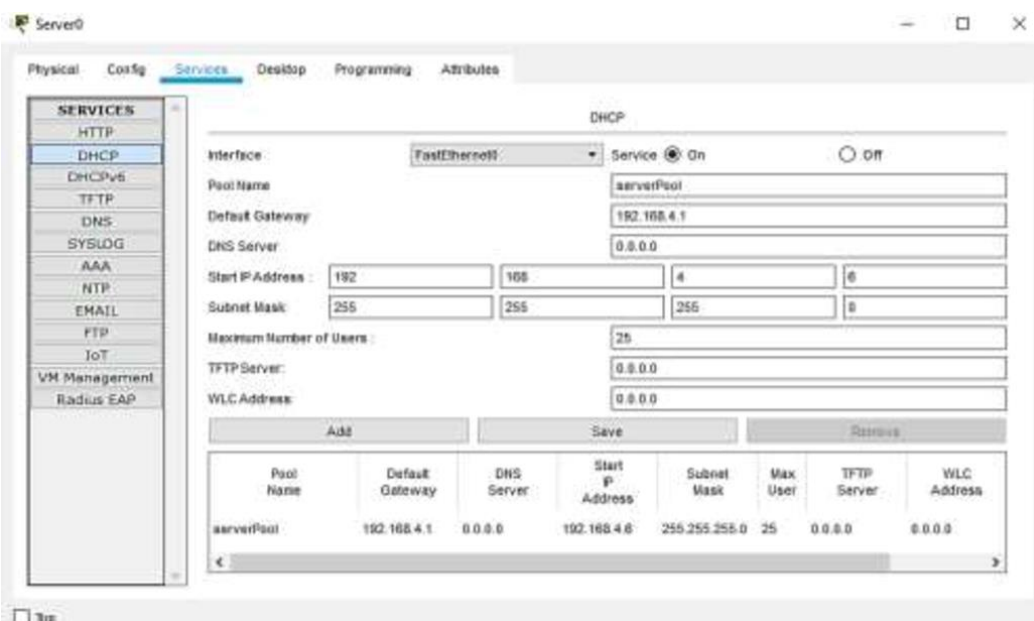 Server0
Physical Config Services Desktop Programming Attributes
SERVICES
HTTP
DHCP
DHCPv6
TFTP
DNS
SYSLOG
AAA
NTP
EMAIL
FTP
IoT
VM Management
Radius EAP
DHCP
Interface FastEthernet0 Service On Off
Pool Name serverPool
Default Gateway 192.168.4.1
DNS Server 0.0.0.0
Start IP Address : 192 168 4 6
Subnet Mask: 255 255 255 0
Maximum Number of Users : 25
TFTP Server: 0.0.0.0
WLC Address: 0.0.0.0
Add Save Remove
Pool Name Default Gateway DNS Server Start IP Address Subnet Mask Max User TFTP Server WLC Address
serverPool 192.168.4.1 0.0.0.0 192.168.4.6 255.255.255.0 25 0.0.0.0 0.0.0.0
Top